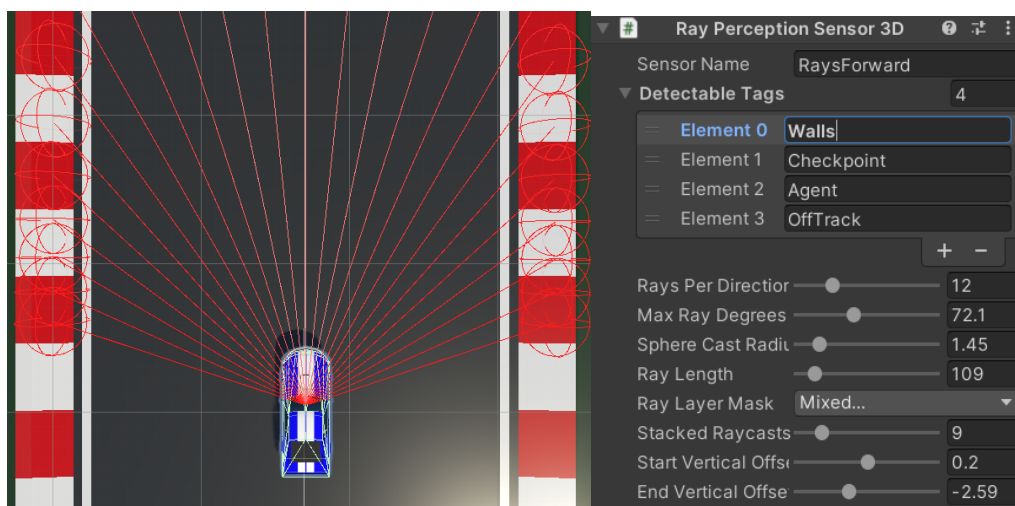 Ray Perception Sensor 3D
Sensor Name RaysForward
Detectable Tags 4
Element 0 Walls
Element 1 Checkpoint
Element 2 Agent
Element 3 OffTrack
+ -
Rays Per Direction 12
Max Ray Degrees 72.1
Sphere Cast Radiu 1.45
Ray Length 109
Ray Layer Mask Mixed...
Stacked Raycasts 9
Start Vertical Offse 0.2
End Vertical Offse -2.59